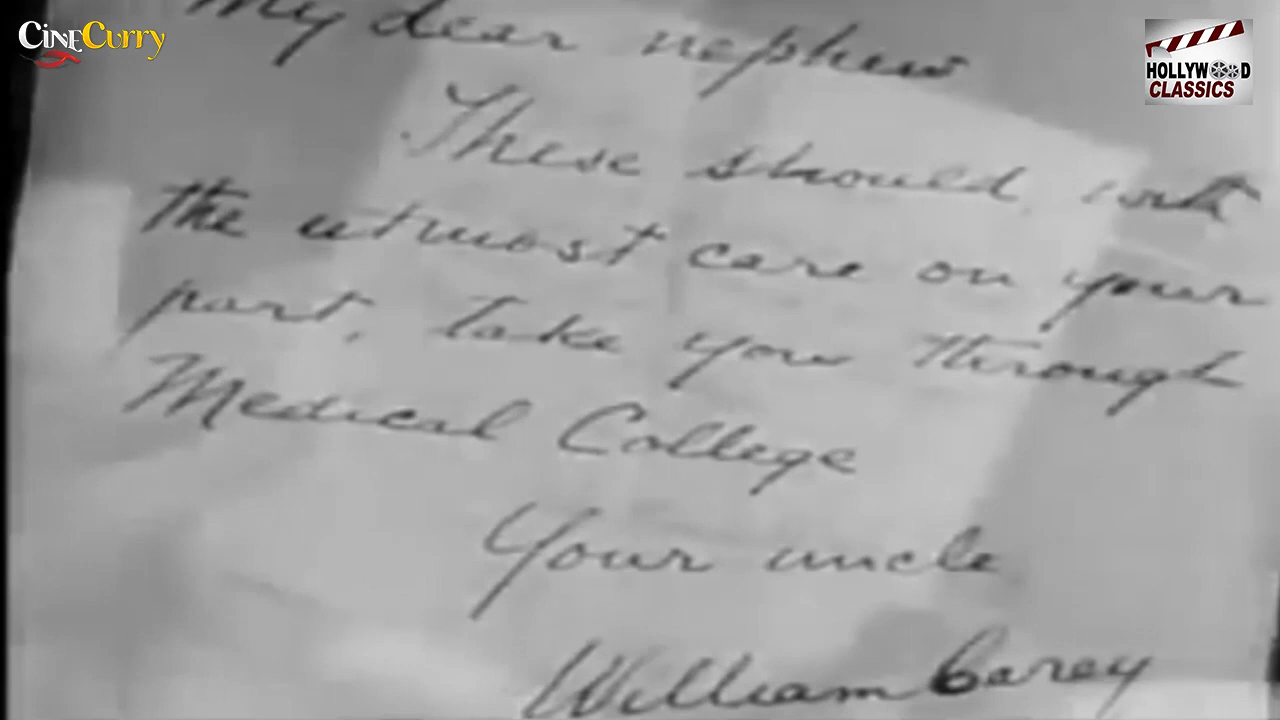 CineCurry
HOLLYWOOD
CLASSICS
My dear nephew
These should with
the utmost care on your
part, take you through
Medical College
Your uncle
William Carey